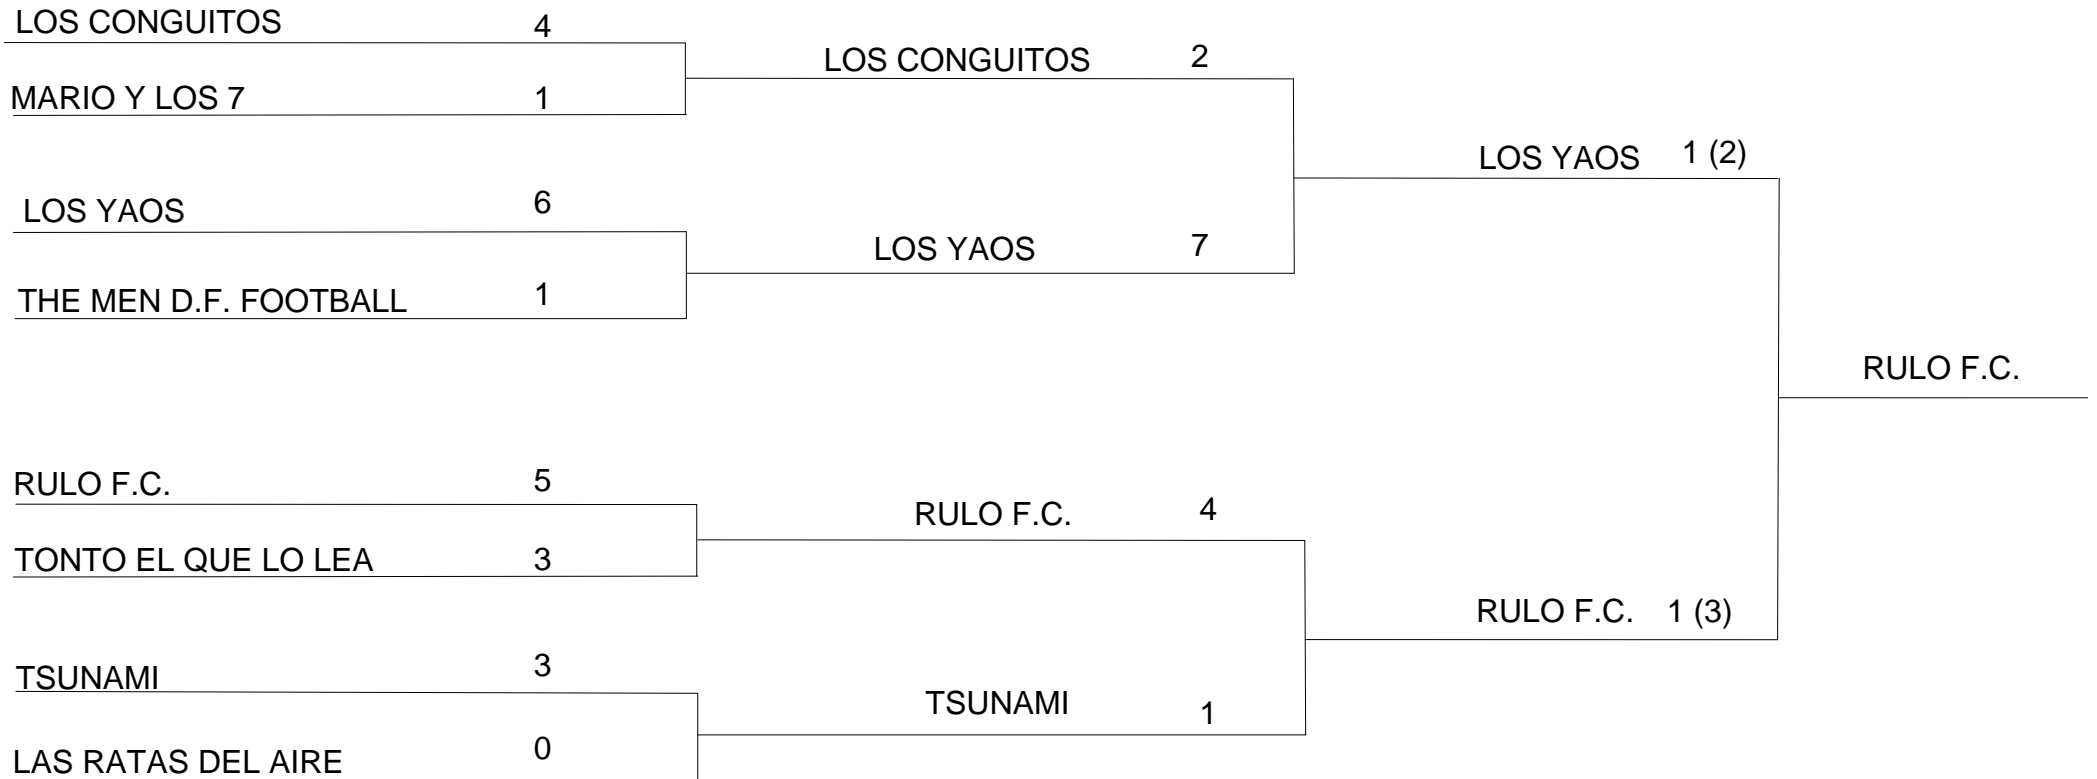 LOS CONGUITOS 4
MARIO Y LOS 7 1
LOS YAOS 6
THE MEN D.F. FOOTBALL 1
RULO F.C. 5
TONTO EL QUE LO LEA 3
TSUNAMI 3
LAS RATAS DEL AIRE 0
LOS CONGUITOS 2
LOS YAOS 7
RULO F.C. 4
TSUNAMI 1
LOS YAOS 1 (2)
RULO F.C. 1 (3)
RULO F.C.